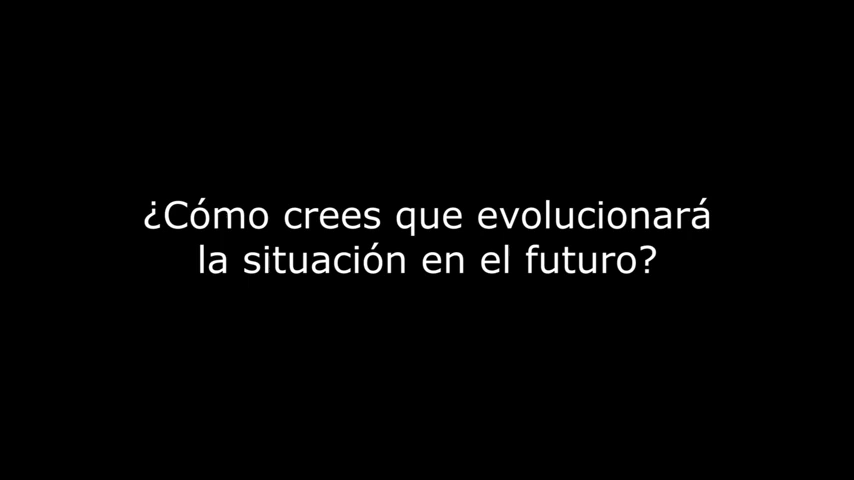 ¿Cómo crees que evolucionará
la situación en el futuro?